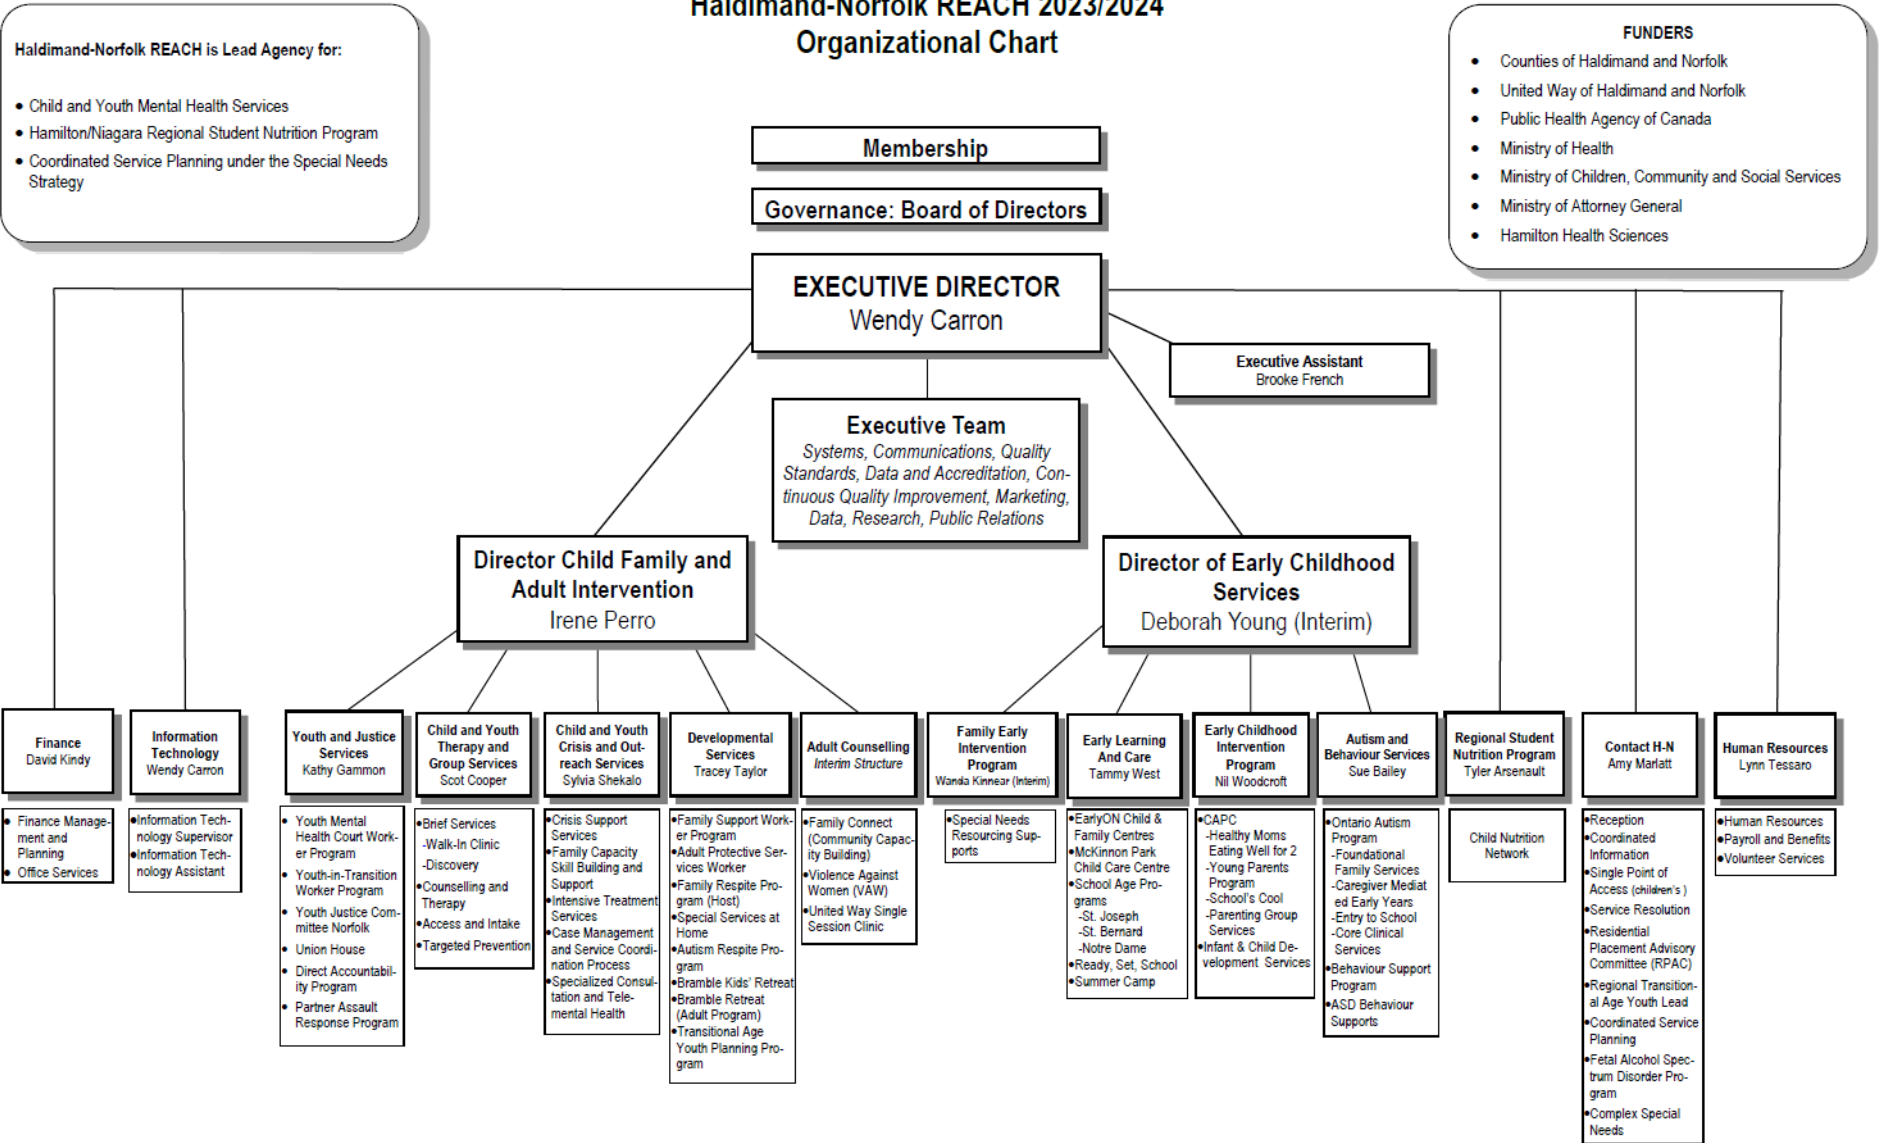 Haldimand-Norfolk REACH 2023/2024
Organizational Chart
Haldimand-Norfolk REACH is Lead Agency for:
• Child and Youth Mental Health Services
• Hamilton/Niagara Regional Student Nutrition Program
• Coordinated Service Planning under the Special Needs
Strategy
FUNDERS
• Counties of Haldimand and Norfolk
• United Way of Haldimand and Norfolk
• Public Health Agency of Canada
• Ministry of Health
• Ministry of Children, Community and Social Services
• Ministry of Attorney General
• Hamilton Health Sciences
Membership
Governance: Board of Directors
EXECUTIVE DIRECTOR
Wendy Carron
Executive Assistant
Brooke French
Executive Team
Systems, Communications, Quality
Standards, Data and Accreditation, Con-
tinuous Quality Improvement, Marketing,
Data, Research, Public Relations
Director Child Family and
Adult Intervention
Irene Perro
Director of Early Childhood
Services
Deborah Young (Interim)
Finance
David Kindy
• Finance Manage-
ment and
Planning
• Office Services
Information
Technology
Wendy Carron
•Information Tech-
nology Supervisor
•Information Tech-
nology Assistant
Youth and Justice
Services
Kathy Gammon
• Youth Mental
Health Court Work-
er Program
• Youth-in-Transition
Worker Program
• Youth Justice Com-
mittee Norfolk
• Union House
• Direct Accountabil-
ity Program
• Partner Assault
Response Program
Child and Youth
Therapy and
Group Services
Scot Cooper
•Brief Services
-Walk-In Clinic
-Discovery
•Counselling and
Therapy
•Access and Intake
•Targeted Prevention
Child and Youth
Crisis and Out-
reach Services
Sylvia Shekalo
•Crisis Support
Services
•Family Capacity
Skill Building and
Support
•Intensive Treatment
Services
•Case Management
and Service Coordi-
nation Process
•Specialized Consul-
tation and Tele-
mental Health
Developmental
Services
Tracey Taylor
•Family Support Work-
er Program
•Adult Protective Ser-
vices Worker
•Family Respite Pro-
gram (Host)
•Special Services at
Home
•Autism Respite Pro-
gram
•Bramble Kids' Retreat
•Bramble Retreat
(Adult Program)
•Transitional Age
Youth Planning Pro-
gram
Adult Counselling
Interim Structure
•Family Connect
(Community Capac-
ity Building)
•Violence Against
Women (VAW)
•United Way Single
Session Clinic
Family Early
Intervention
Program
Wanda Kinnear (Interim)
•Special Needs
Resourcing Sup-
ports
Early Learning
And Care
Tammy West
•EarlyON Child &
Family Centres
•McKinnon Park
Child Care Centre
•School Age Pro-
grams
-St. Joseph
-St. Bernard
-Notre Dame
•Ready, Set, School
•Summer Camp
Early Childhood
Intervention
Program
Nil Woodcroft
•CAPC
-Healthy Moms
Eating Well for 2
-Young Parents
Program
-School's Cool
-Parenting Group
Services
•Infant & Child De-
velopment Services
Autism and
Behaviour Services
Sue Bailey
•Ontario Autism
Program
-Foundational
Family Services
-Caregiver Mediat
ed Early Years
-Entry to School
-Core Clinical
Services
•Behaviour Support
Program
•ASD Behaviour
Supports
Regional Student
Nutrition Program
Tyler Arsenault
Child Nutrition
Network
Contact H-N
Amy Marlatt
•Reception
•Coordinated
Information
•Single Point of
Access (children's )
•Service Resolution
•Residential
Placement Advisory
Committee (RPAC)
•Regional Transition-
al Age Youth Lead
•Coordinated Service
Planning
•Fetal Alcohol Spec-
trum Disorder Pro-
gram
•Complex Special
Needs
Human Resources
Lynn Tessaro
•Human Resources
•Payroll and Benefits
•Volunteer Services